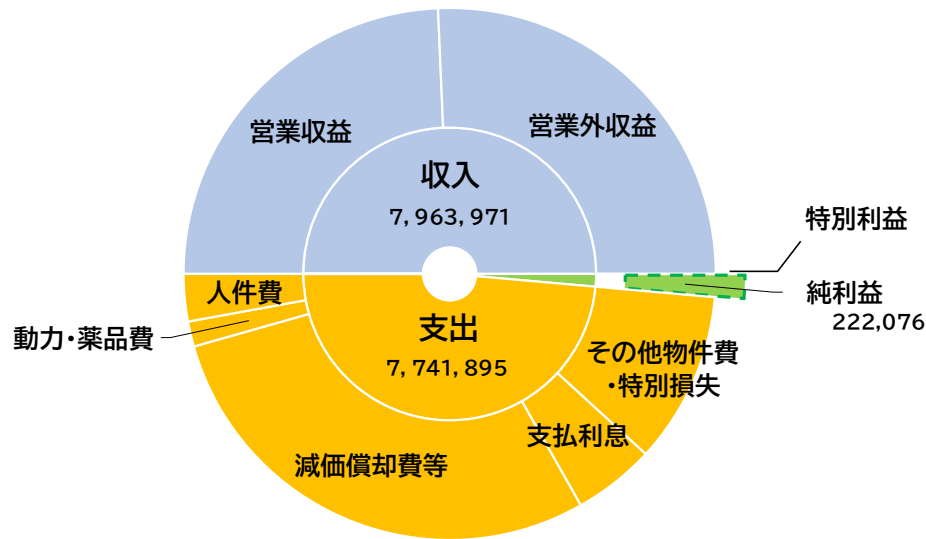 営業収益
営業外収益
収入
7,963,971
特別利益
純利益
222,076
人件費
動力・薬品費
支出
7,741,895
その他物件費
・特別損失
支払利息
減価償却費等